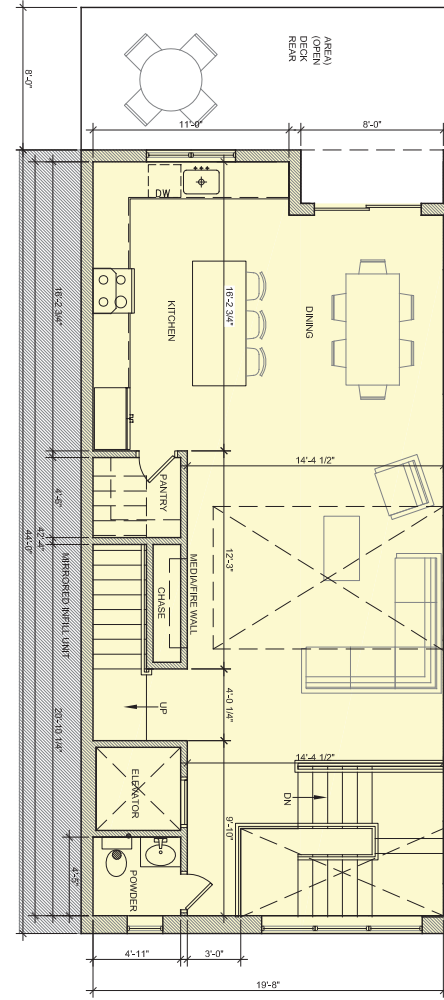 AREA)
(OPEN
DECK
REAR
8'-0"
11'-0"
8'-0"
DW
16'-2 3/4"
KITCHEN
16'-2 3/4"
DINING
14'-4 1/2"
PANTRY
4'-6"
42'-4"
44'-0"
MIRRORED INFILL UNIT
MEDIA/FIRE WALL
CHASE
12'-3"
UP
4'-0 1/4"
20'-10 1/4"
14'-4 1/2"
ELEVATOR
DN
9'-10"
POWDER
4'-5"
4'-11"
3'-0"
19'-8"